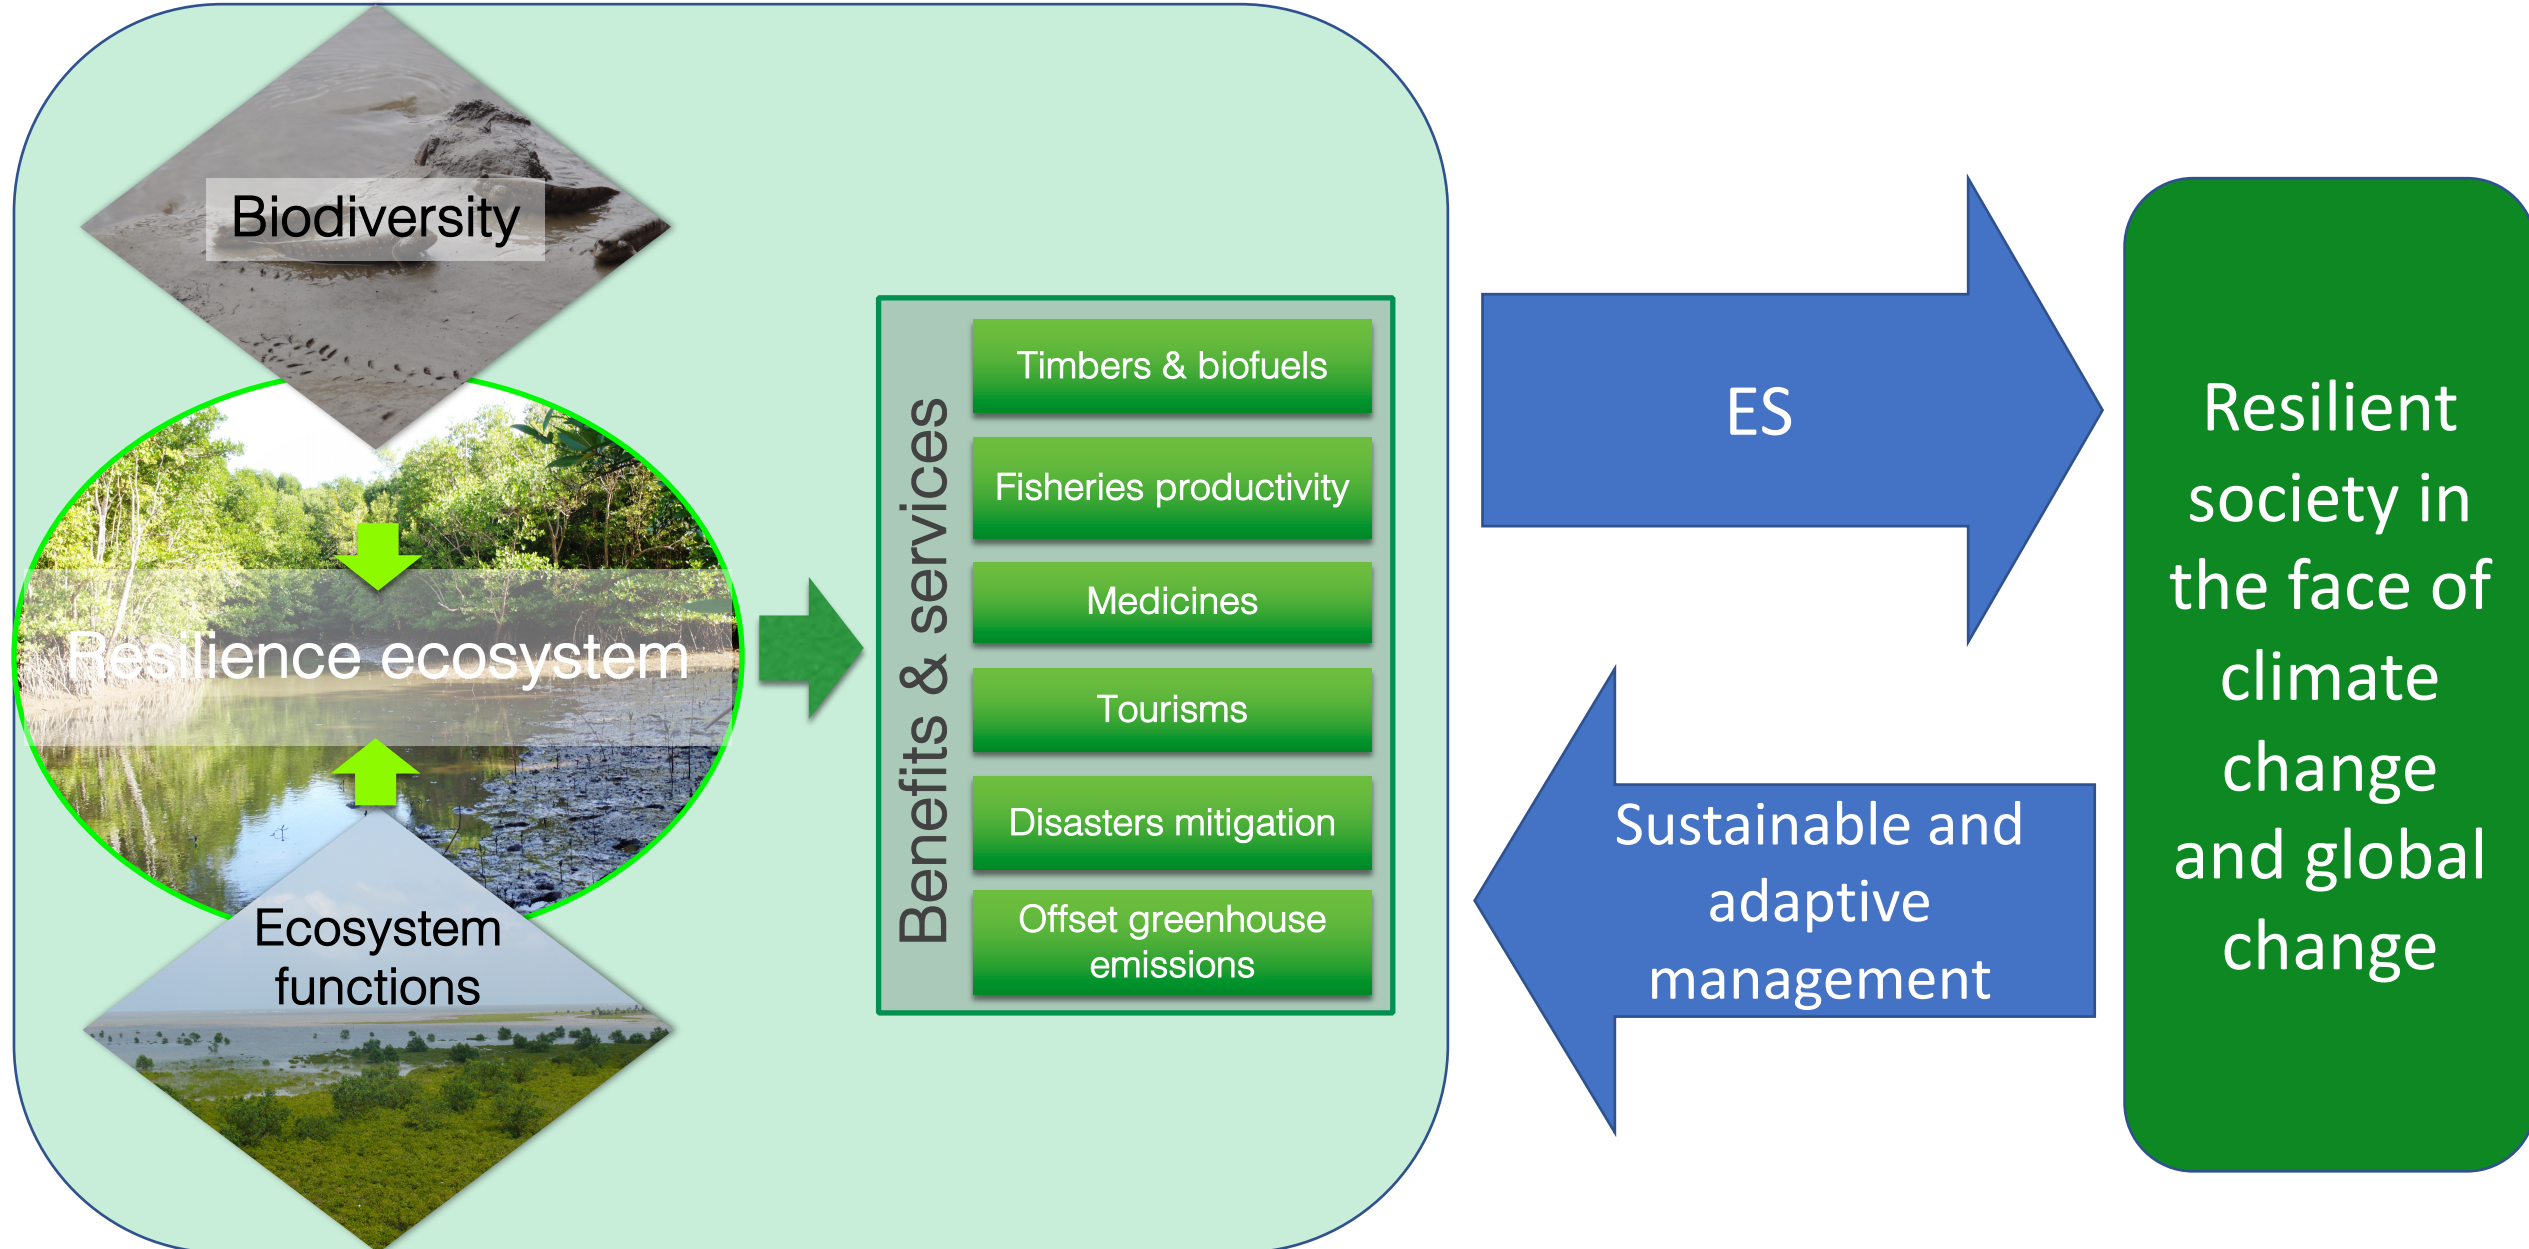 Biodiversity
Resilience ecosystem
Ecosystem
functions
Benefits & services
Timbers & biofuels
Fisheries productivity
Medicines
Tourisms
Disasters mitigation
Offset greenhouse
emissions
ES
Sustainable and
adaptive
management
Resilient
society in
the face of
climate
change
and global
change